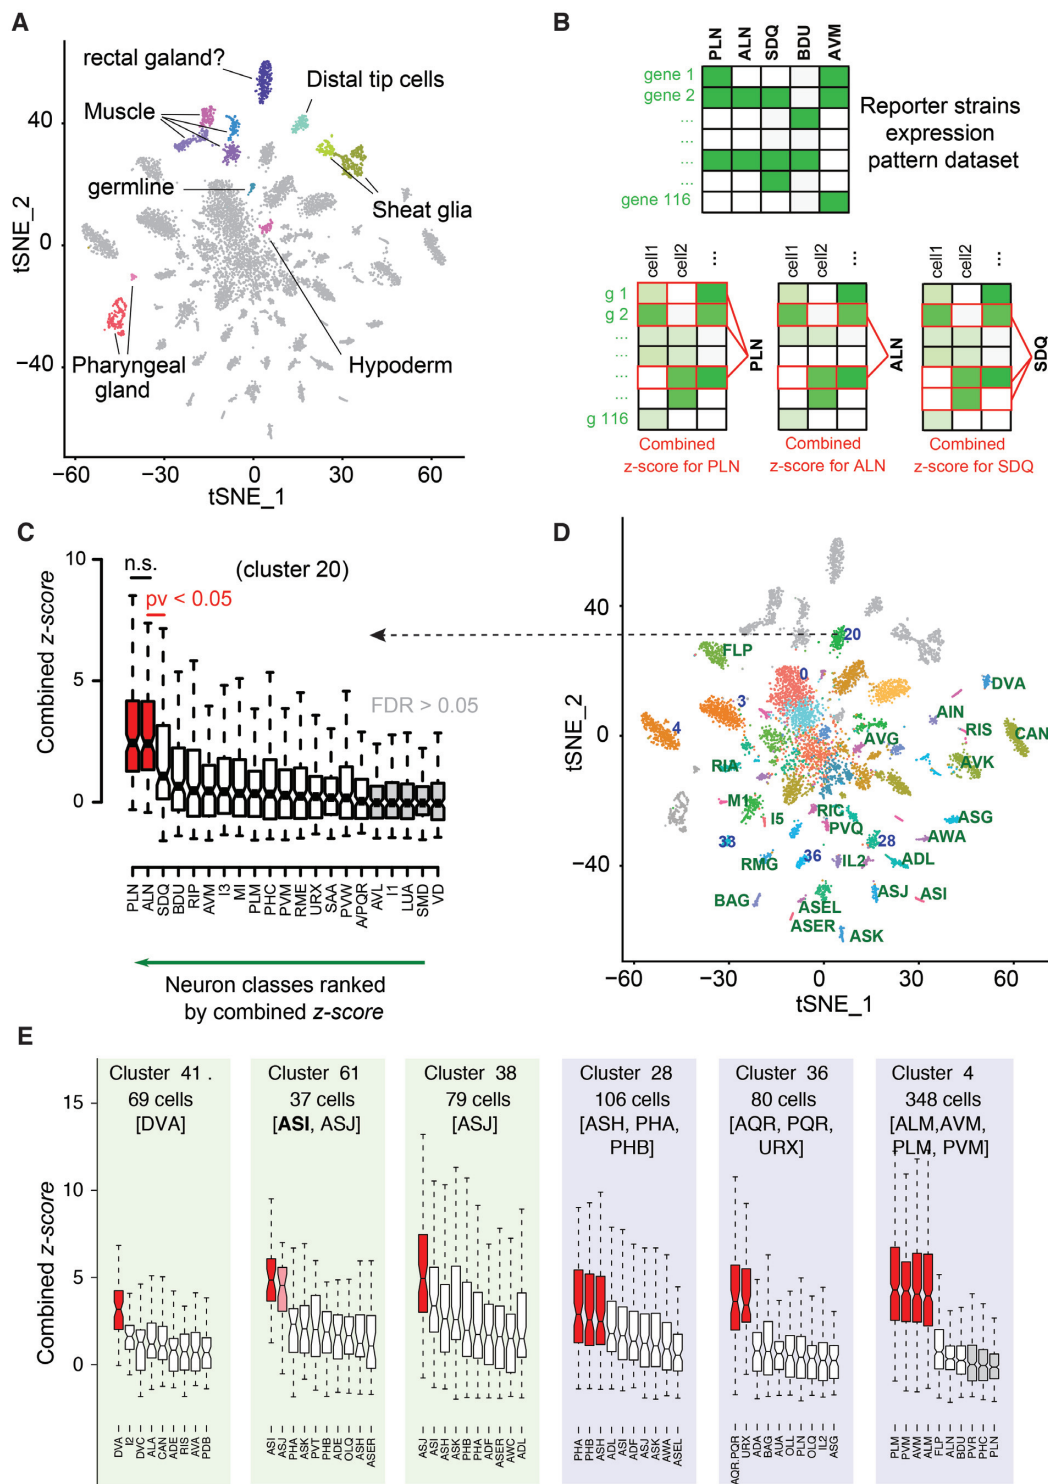 A
rectal galand?
Distal tip cells
Muscle
germline
Sheat glia
Pharyngeal
gland
Hypoderm
tSNE_2
40
0
−40
−60
−30
0
30
60
tSNE_1
B
PLN
ALN
SDQ
BDU
AVM
gene 1
gene 2
...
...
...
...
gene 116
Reporter strains
expression
pattern dataset
cell1
cell2
...
cell1
cell2
...
cell1
cell2
...
g 1
g 2
...
...
...
...
g 116
PLN
ALN
SDQ
Combined
z-score for PLN
Combined
z-score for ALN
Combined
z-score for SDQ
C
Combined z-score
10
5
0
n.s.
pv < 0.05
(cluster 20)
FDR > 0.05
PLN
ALN
SDQ
BDU
RIP
AVM
I3
MI
PLM
PHC
PVM
RME
URX
SAA
PVW
A/PQR
AVL
I1
LUA
SMD
VD
Neuron classes ranked
by combined z-score
D
tSNE_2
40
0
−40
20
FLP
0
3
4
DVA
AIN
RIS
CAN
AVG
AVK
RIA
M1
I5
RIC
PVQ
ASG
33
36
28
AWA
RMG
IL2
ADL
BAG
ASEL
ASJ
ASI
ASER
ASK
−60
−30
0
30
60
tSNE_1
E
Combined z-score
15
10
5
0
Cluster 41 .
69 cells
[DVA]
DVA
I2
DVC
ALA
CAN
ADE
RIS
AVA
PDB
Cluster 61
37 cells
[ASI, ASJ]
ASI
ASJ
PHA
ASK
PVT
PHB
ADE
OLQ
ASH
ASER
Cluster 38
79 cells
[ASJ]
ASJ
ASI
ASH
ASK
PHB
PHA
ADF
ASER
AWC
ADL
Cluster 28
106 cells
[ASH, PHA,
PHB]
PHA
PHB
ASH
ADL
ASI
ADF
ASJ
ASK
AWA
ASEL
Cluster 36
80 cells
[AQR, PQR,
URX]
AQR.PQR
URX
ADA
BAG
AUA
OLL
PLN
OLQ
IL2
ASG
Cluster 4
348 cells
[ALM,AVM,
PLM, PVM]
PLM
PVM
AVM
ALM
FLP
ALN
BDU
PVR
PHC
PLN